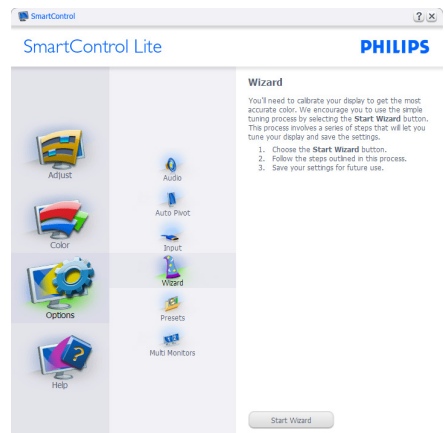 SmartControl
? x
SmartControl Lite
PHILIPS
Adjust
Color
Options
Help
Audio
Auto Pivot
Input
Wizard
Presets
Multi Monitors
Wizard
You'll need to calibrate your display to get the most
accurate color. We encourage you to use the simple
tuning process by selecting the Start Wizard button.
This process involves a series of steps that will let you
tune your display and save the settings.
1. Choose the Start Wizard button.
2. Follow the steps outlined in this process.
3. Save your settings for future use.
Start Wizard